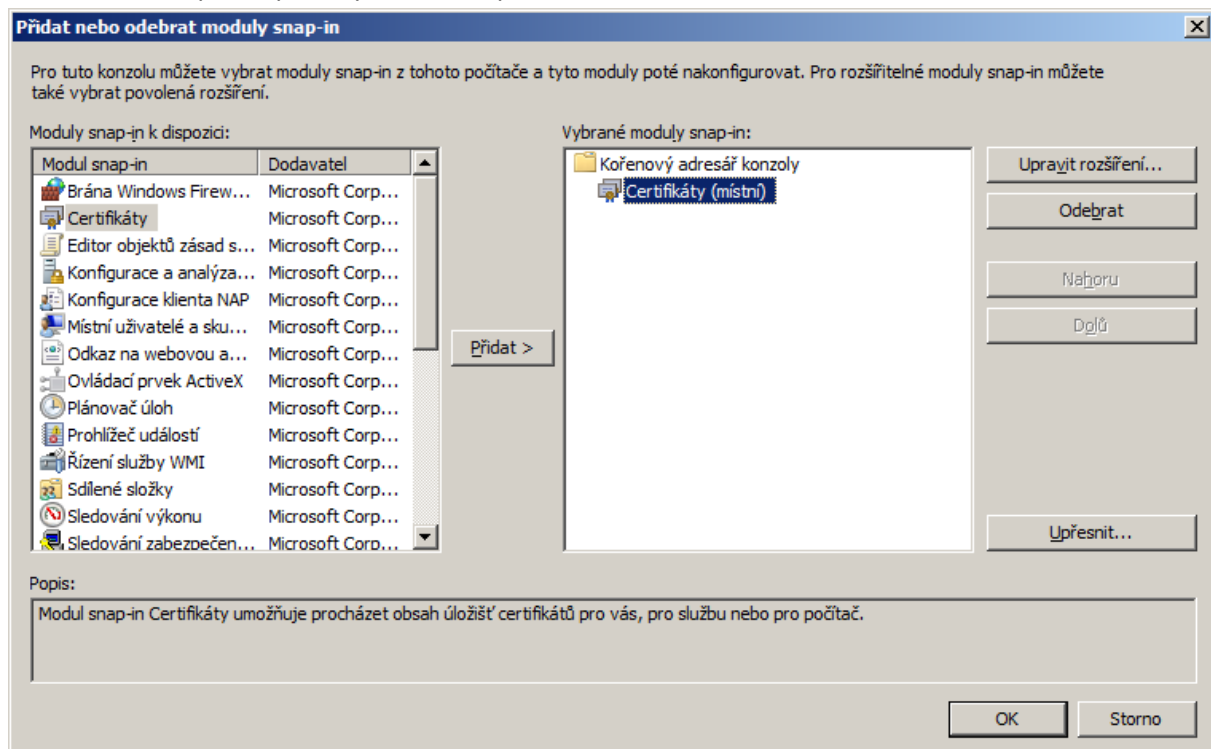 Přidat nebo odebrat moduly snap-in
Pro tuto konzolu můžete vybrat moduly snap-in z tohoto počítače a tyto moduly poté nakonfigurovat. Pro rozšířitelné moduly snap-in můžete
také vybrat povolená rozšíření.
Moduly snap-in k dispozici:
Modul snap-in Dodavatel
Brána Windows Firew... Microsoft Corp...
Certifikáty Microsoft Corp...
Editor objektů zásad s... Microsoft Corp...
Konfigurace a analýza... Microsoft Corp...
Konfigurace klienta NAP Microsoft Corp...
Místní uživatelé a sku... Microsoft Corp...
Odkaz na webovou a... Microsoft Corp...
Ovládací prvek ActiveX Microsoft Corp...
Plánovač úloh Microsoft Corp...
Prohlížeč událostí Microsoft Corp...
Řízení služby WMI Microsoft Corp...
Sdílené složky Microsoft Corp...
Sledování výkonu Microsoft Corp...
Sledování zabezpečen... Microsoft Corp...
Přidat >
Vybrané moduly snap-in:
Kořenový adresář konzoly
Certifikáty (místní)
Upravit rozšíření...
Odebrat
Nahoru
Dolů
Upřesnit...
Popis:
Modul snap-in Certifikáty umožňuje procházet obsah úložišť certifikátů pro vás, pro službu nebo pro počítač.
OK
Storno